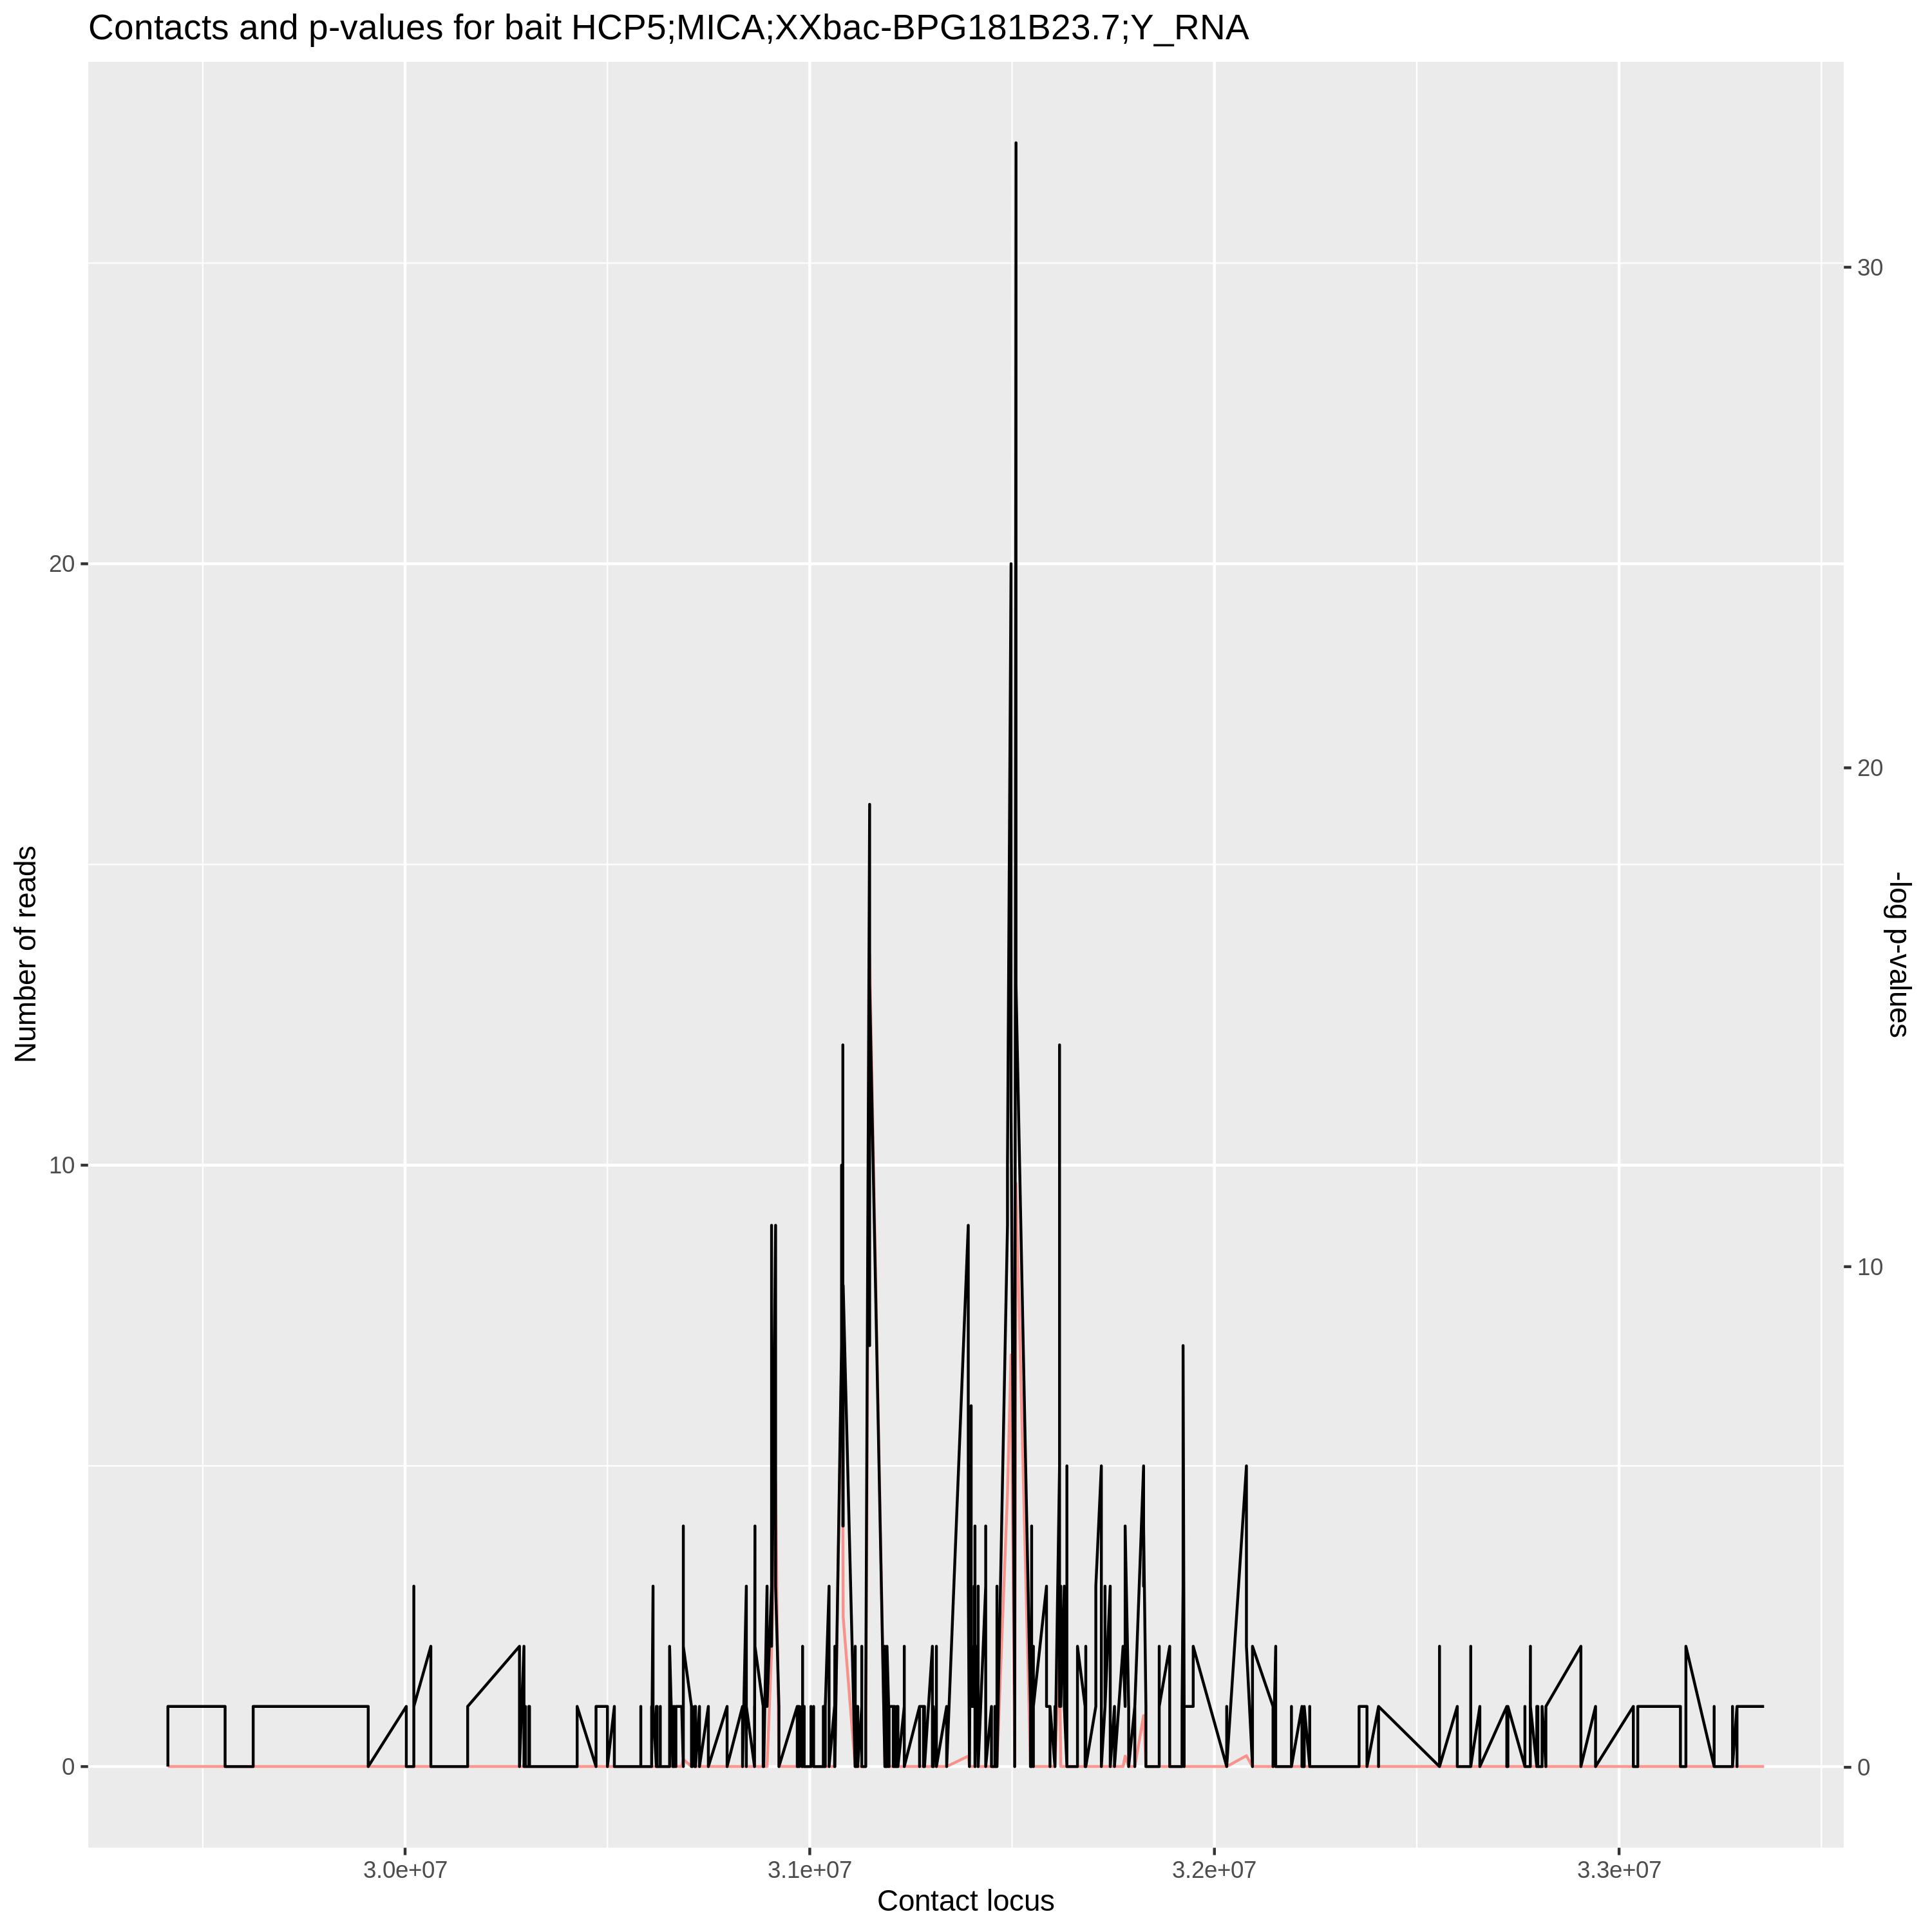 Contacts and p-values for bait HCP5;MICA;XXbac-BPG181B23.7;Y_RNA
30
20
20
Number of reads
-log p-values
10
10
0
0
3.0e+07
3.1e+07
3.2e+07
3.3e+07
Contact locus